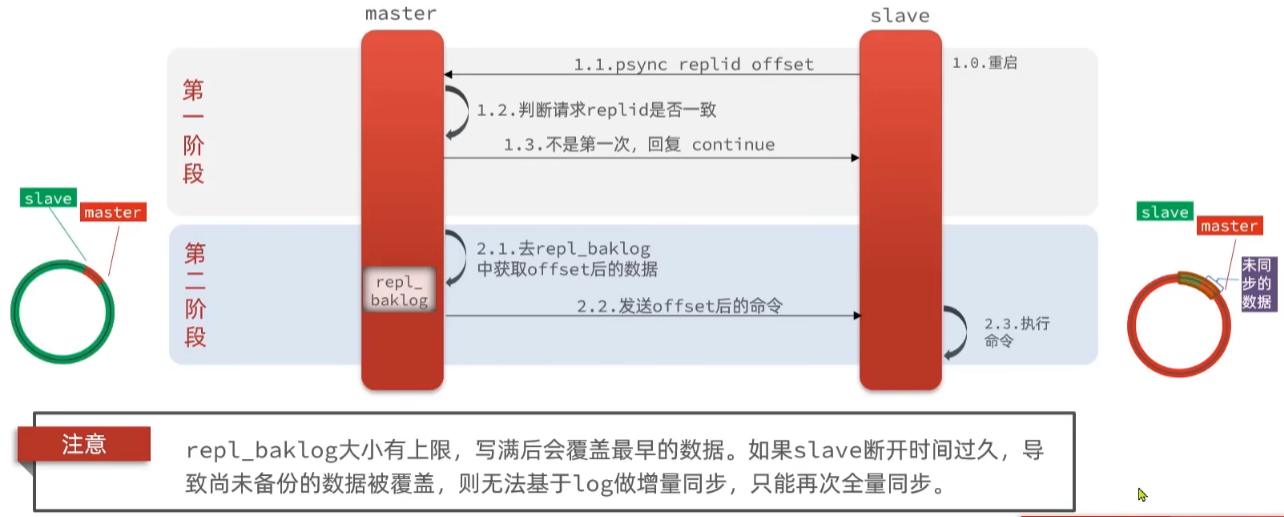 master
slave
第一阶段
1.0.重启
1.1.psync replid offset
1.2.判断请求replid是否一致
1.3.不是第一次，回复 continue
slave
master
第二阶段
2.1.去repl_baklog
中获取offset后的数据
repl_
baklog
2.2.发送offset后的命令
2.3.执行
命令
slave
master
未同
步的
数据
注意
repl_baklog大小有上限，写满后会覆盖最早的数据。如果slave断开时间过久，导
致尚未备份的数据被覆盖，则无法基于log做增量同步，只能再次全量同步。